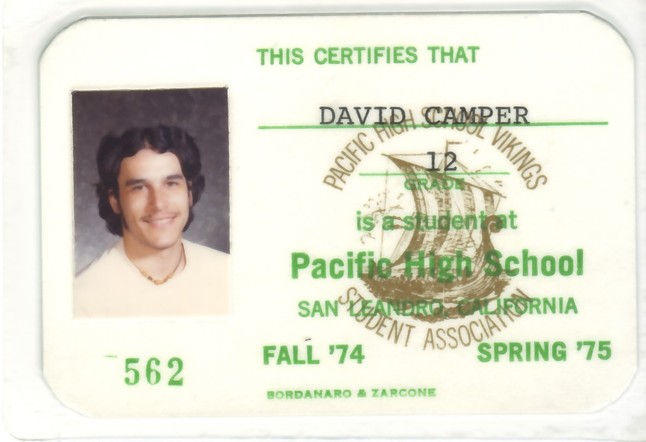 THIS CERTIFIES THAT
DAVID CAMPER
12
GRADE
is a student at
Pacific High School
SAN LEANDRO, CALIFORNIA
FALL '74 SPRING '75
562
BORDANARO & ZARCONE
PACIFIC HIGH SCHOOL VIKINGS
STUDENT ASSOCIATION